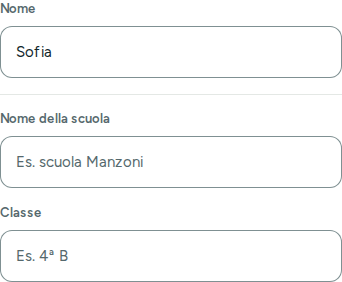 Nome
Sofia
Nome della scuola
Es. scuola Manzoni
Classe
Es. 4ª B